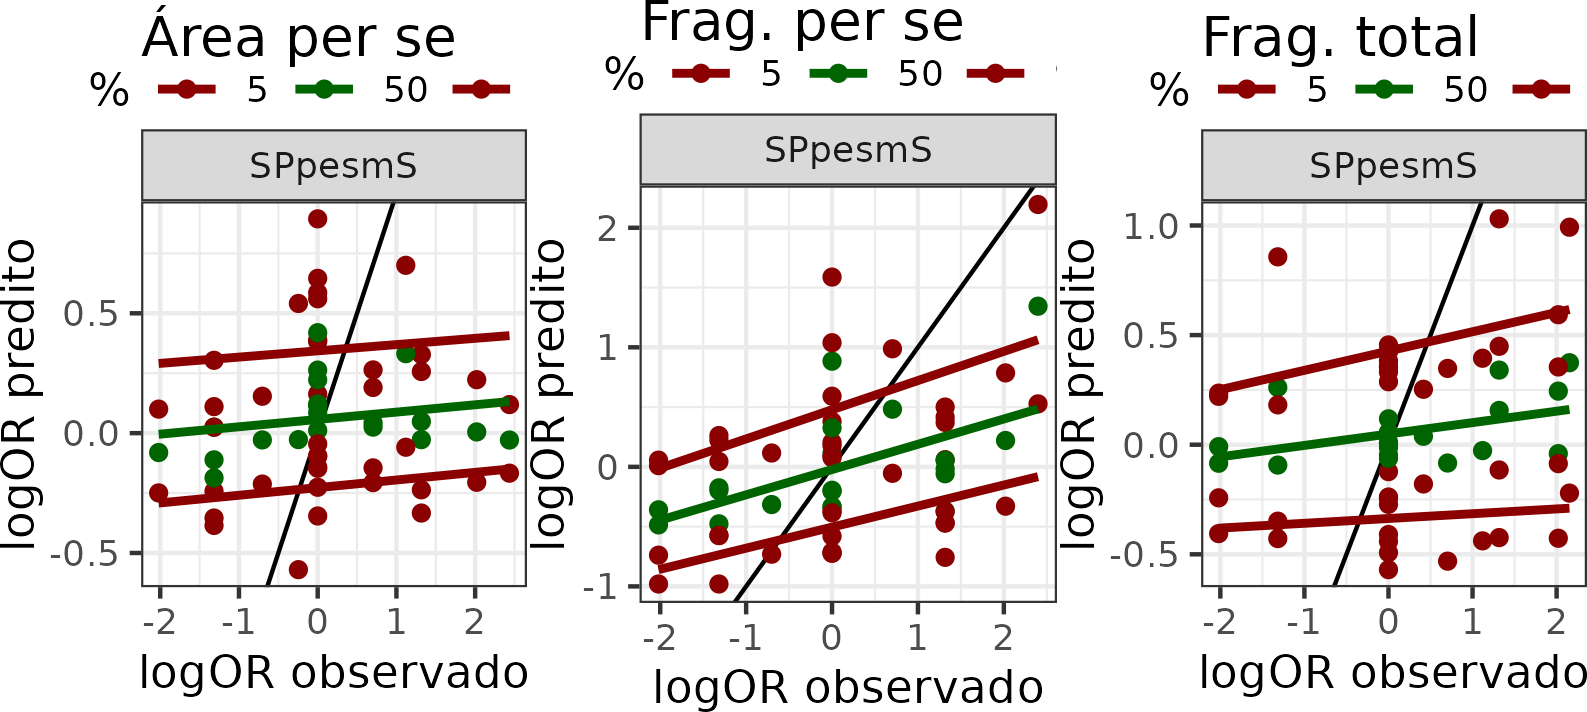 Área per se
% 5 50
SPpesmS
logOR predito
0.5
0.0
-0.5
-2 -1 0 1 2
logOR observado
Frag. per se
% 5 50
SPpesmS
logOR predito
2
1
0
-1
-2 -1 0 1 2
logOR observado
Frag. total
% 5 50
SPpesmS
logOR predito
1.0
0.5
0.0
-0.5
-2 -1 0 1 2
logOR observado